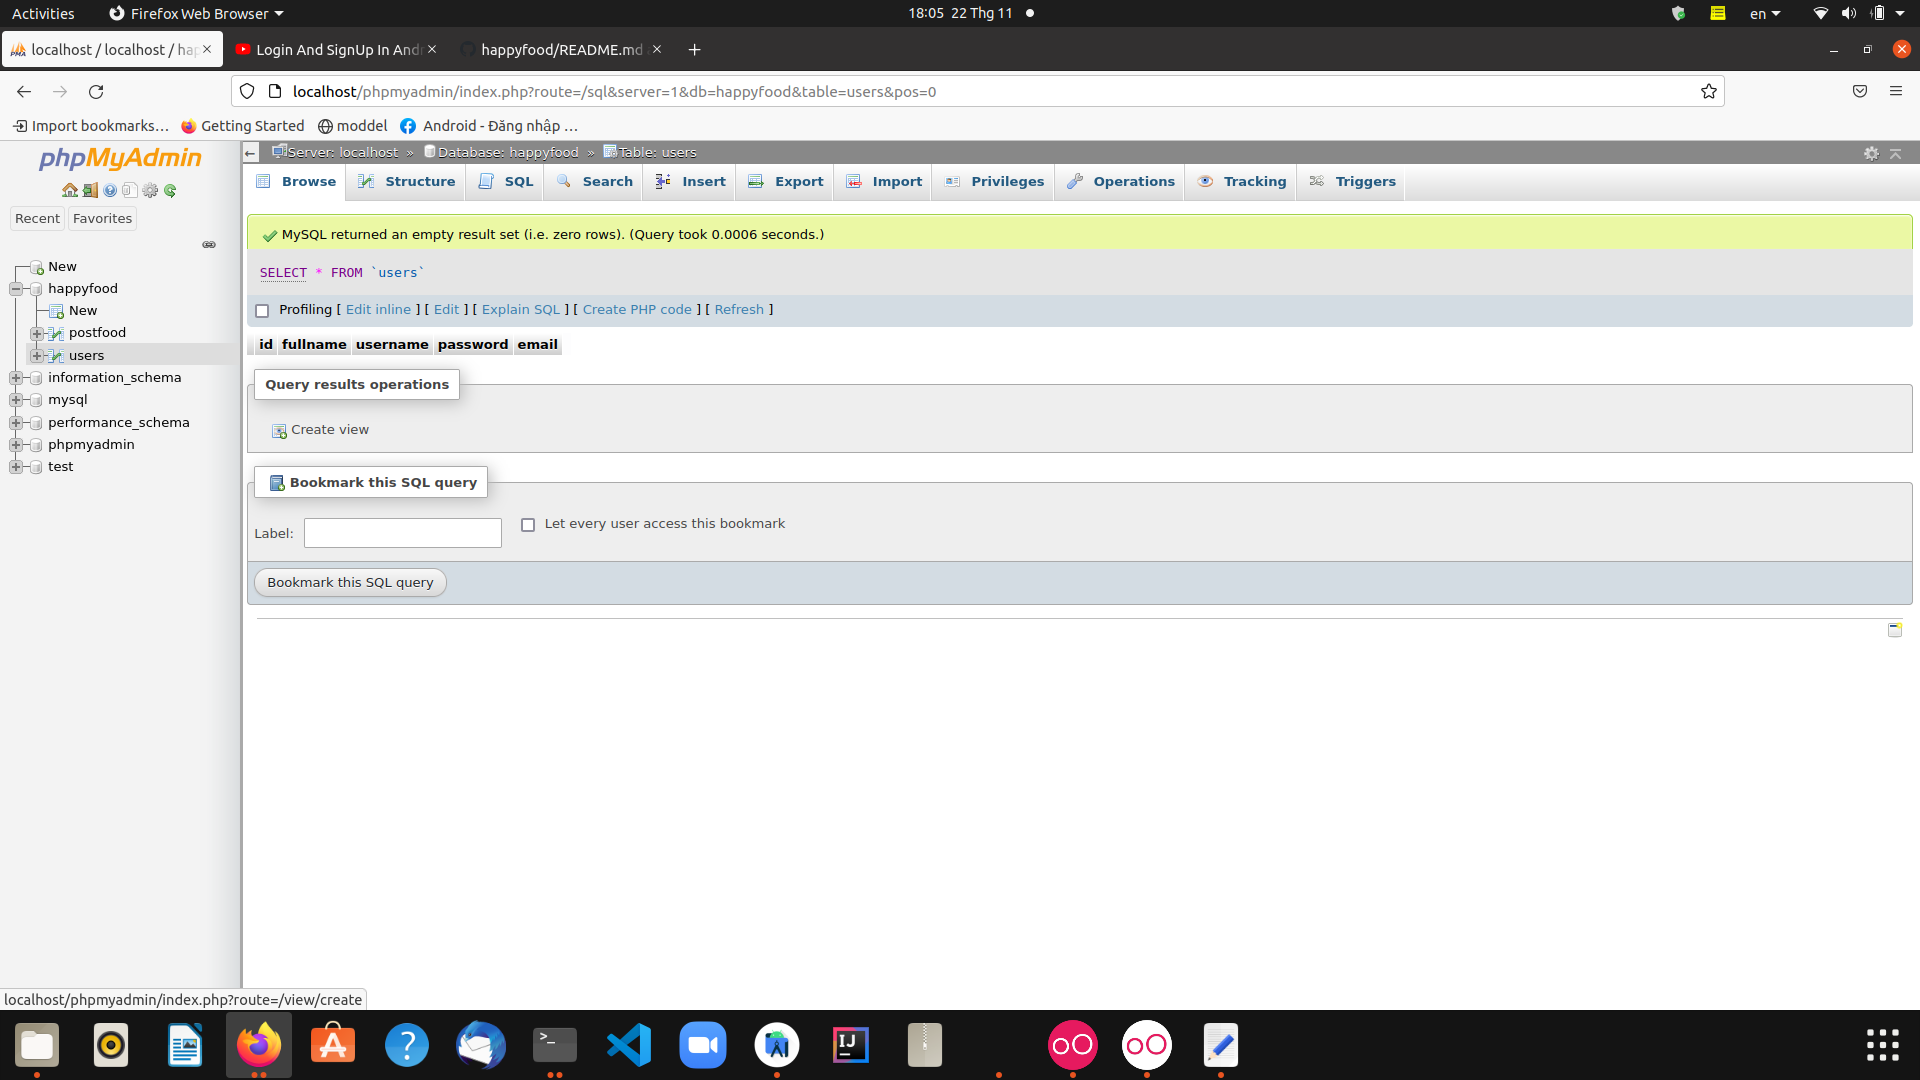 Activities Firefox Web Browser 18:05 22 Thg 11 en
localhost / localhost / hap Login And SignUp In Andr happyfood/README.md
localhost/phpmyadmin/index.php?route=/sql&server=1&db=happyfood&table=users&pos=0
Import bookmarks… Getting Started moddel Android - Đăng nhập …
phpMyAdmin
Recent Favorites
New
happyfood
New
postfood
users
information_schema
mysql
performance_schema
phpmyadmin
test
Server: localhost » Database: happyfood » Table: users
Browse Structure SQL Search Insert Export Import Privileges Operations Tracking Triggers
MySQL returned an empty result set (i.e. zero rows). (Query took 0.0006 seconds.)
SELECT * FROM `users`
Profiling [ Edit inline ] [ Edit ] [ Explain SQL ] [ Create PHP code ] [ Refresh ]
id fullname username password email
Query results operations
Create view
Bookmark this SQL query
Label: Let every user access this bookmark
Bookmark this SQL query
localhost/phpmyadmin/index.php?route=/view/create